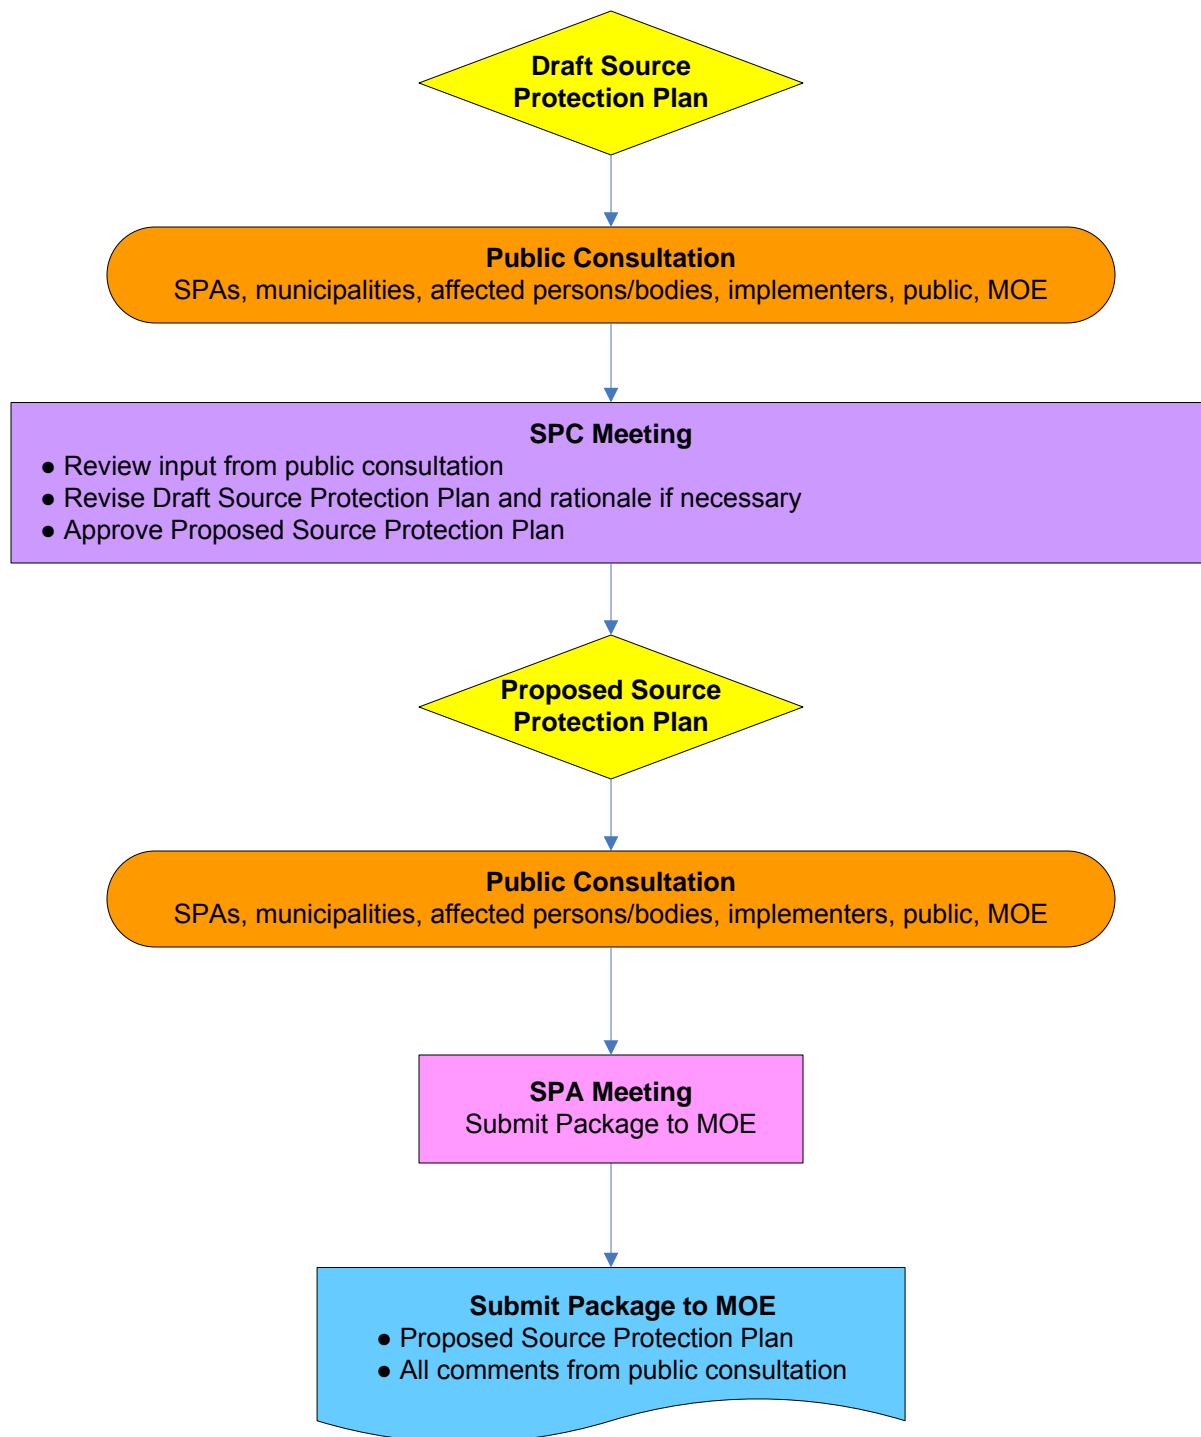 Draft Source
Protection Plan
Public Consultation
SPAs, municipalities, affected persons/bodies, implementers, public, MOE
SPC Meeting
● Review input from public consultation
● Revise Draft Source Protection Plan and rationale if necessary
● Approve Proposed Source Protection Plan
Proposed Source
Protection Plan
Public Consultation
SPAs, municipalities, affected persons/bodies, implementers, public, MOE
SPA Meeting
Submit Package to MOE
Submit Package to MOE
● Proposed Source Protection Plan
● All comments from public consultation